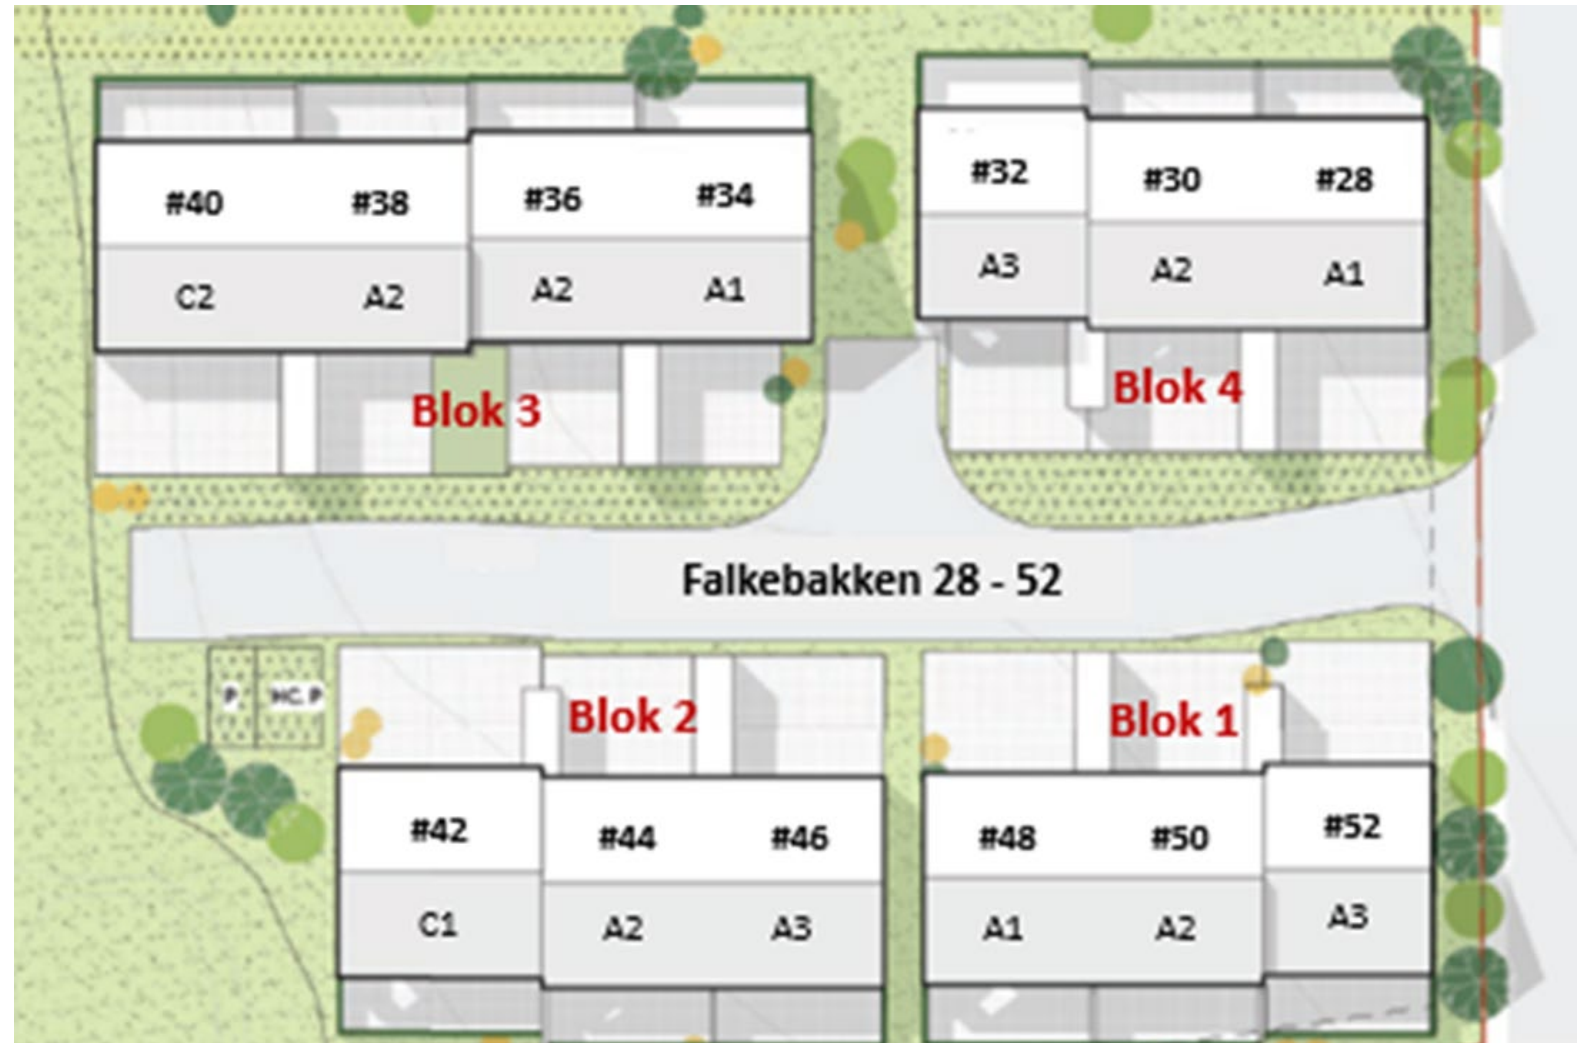 #40 #38 #36 #34
C2 A2 A2 A1
Blok 3
#32 #30 #28
A3 A2 A1
Blok 4
Falkebakken 28 - 52
P HC. P
Blok 2
#42 #44 #46
C1 A2 A3
Blok 1
#48 #50 #52
A1 A2 A3